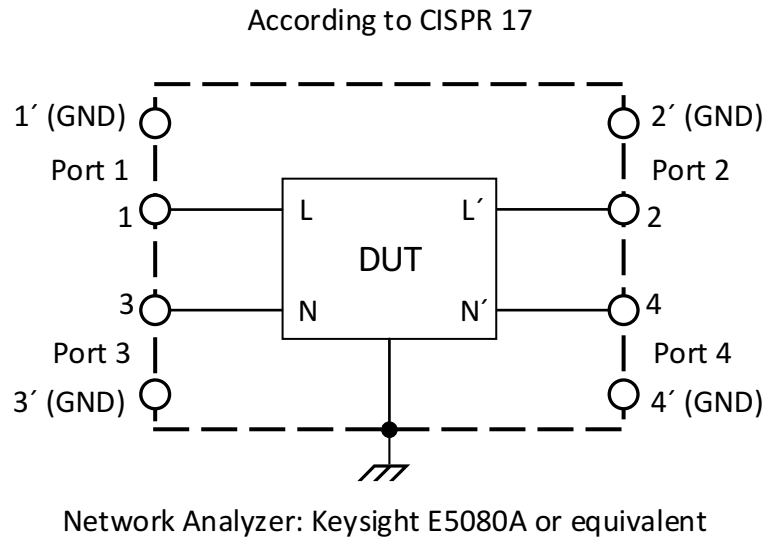 According to CISPR 17
1´ (GND)
2´ (GND)
Port 1
Port 2
1
L
L´
2
DUT
3
N
N´
4
Port 3
Port 4
3´ (GND)
4´ (GND)
Network Analyzer: Keysight E5080A or equivalent